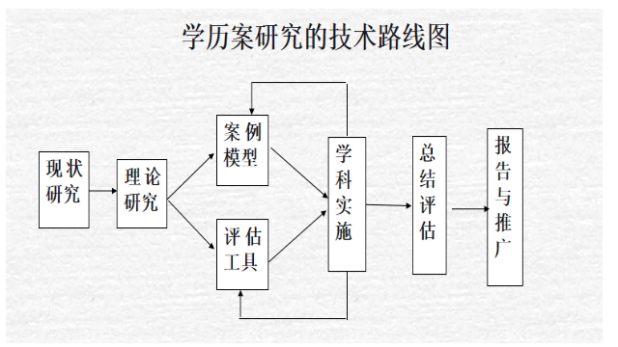 学历案研究的技术路线图
现状
研究
理论
研究
案例
模型
评估
工具
学
科
实
施
总
结
评
估
报
告
与
推
广